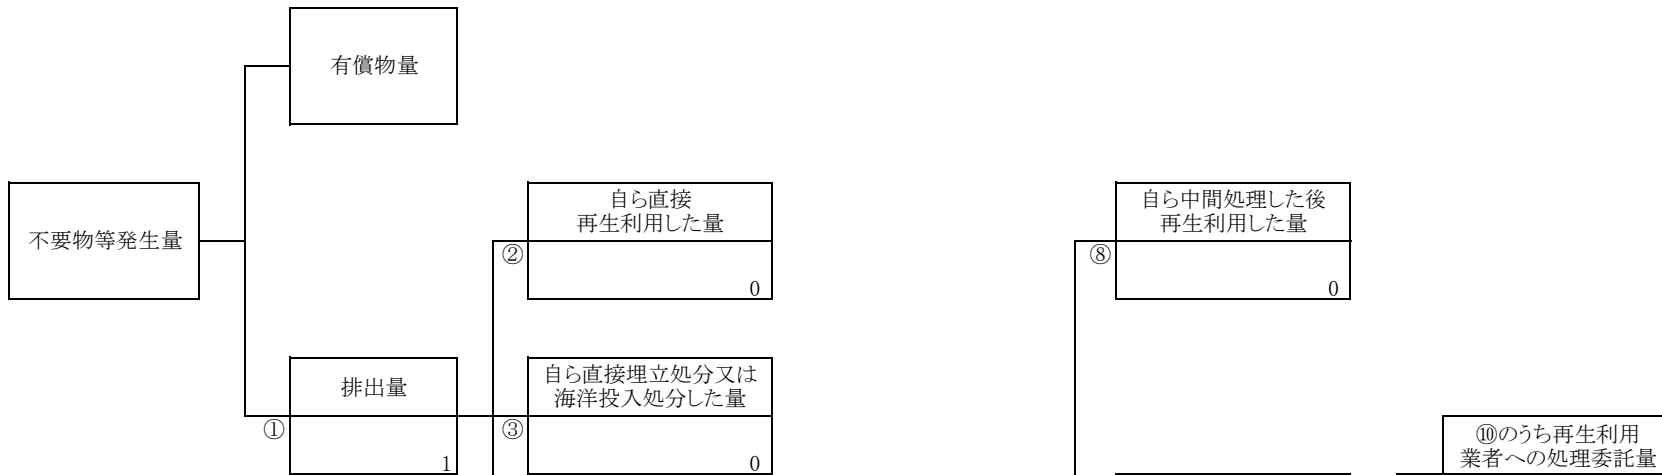 有償物量
不要物等発生量
自ら直接
再生利用した量
②
0
自ら中間処理した後
再生利用した量
⑧
0
排出量
①
1
自ら直接埋立処分又は
海洋投入処分した量
③
0
⑩のうち再生利用
業者への処理委託量